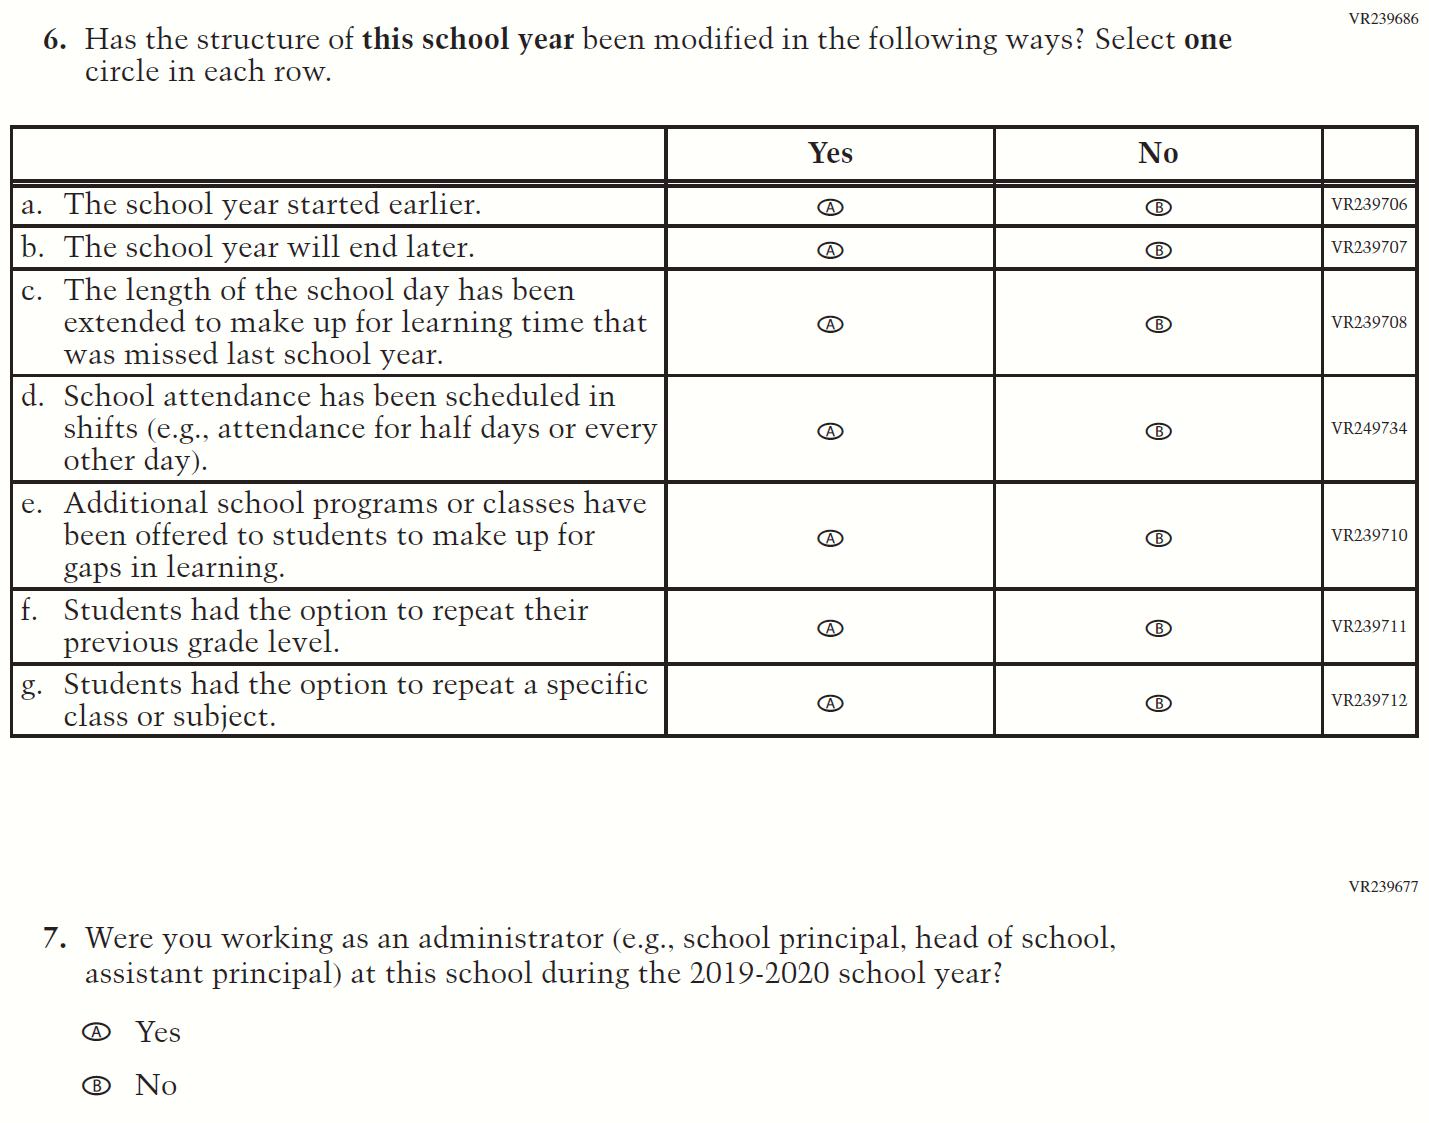 VR239686
6. Has the structure of this school year been modified in the following ways? Select one
circle in each row.
Yes No
a. The school year started earlier. A B VR239706
b. The school year will end later. A B VR239707
c. The length of the school day has been
extended to make up for learning time that A B VR239708
was missed last school year.
d. School attendance has been scheduled in
shifts (e.g., attendance for half days or every A B VR249734
other day).
e. Additional school programs or classes have
been offered to students to make up for A B VR239710
gaps in learning.
f. Students had the option to repeat their
previous grade level. A B VR239711
g. Students had the option to repeat a specific
class or subject. A B VR239712
VR239677
7. Were you working as an administrator (e.g., school principal, head of school,
assistant principal) at this school during the 2019-2020 school year?
A Yes
B No